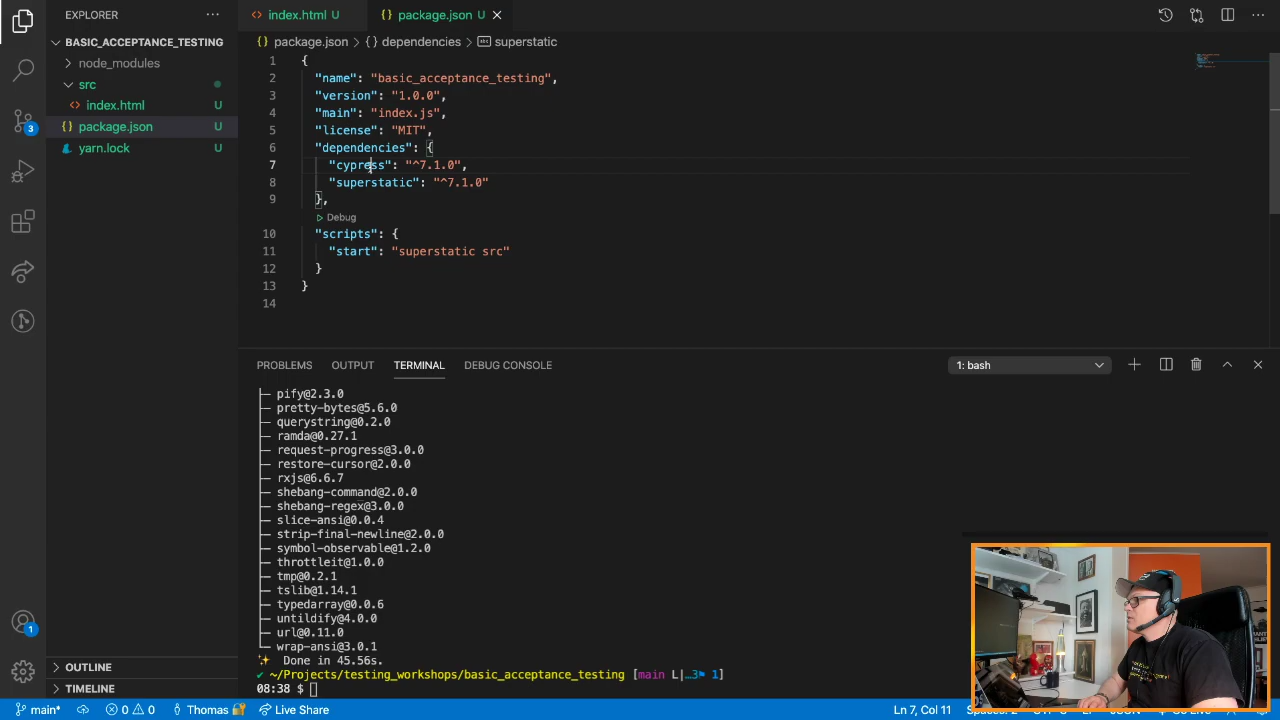 EXPLORER
index.html U
package.json U
BASIC_ACCEPTANCE_TESTING
node_modules
src
index.html U
package.json U
yarn.lock U
package.json > {} dependencies > superstatic
1 {
2 "name": "basic_acceptance_testing",
3 "version": "1.0.0",
4 "main": "index.js",
5 "license": "MIT",
6 "dependencies": {
7 "cypress": "^7.1.0",
8 "superstatic": "^7.1.0"
9 },
Debug
10 "scripts": {
11 "start": "superstatic src"
12 }
13 }
14
3
PROBLEMS OUTPUT TERMINAL DEBUG CONSOLE
1: bash
├─ pify@2.3.0
├─ pretty-bytes@5.6.0
├─ querystring@0.2.0
├─ ramda@0.27.1
├─ request-progress@3.0.0
├─ restore-cursor@2.0.0
├─ rxjs@6.6.7
├─ shebang-command@2.0.0
├─ shebang-regex@3.0.0
├─ slice-ansi@0.0.4
├─ strip-final-newline@2.0.0
├─ symbol-observable@1.2.0
├─ throttleit@1.0.0
├─ tmp@0.2.1
├─ tslib@1.14.1
├─ typedarray@0.0.6
├─ untildify@4.0.0
├─ url@0.11.0
└─ wrap-ansi@3.0.1
✨ Done in 45.56s.
✔ ~/Projects/testing_workshops/basic_acceptance_testing [main L|…3⚑ 1]
08:38 $
1
OUTLINE
TIMELINE
main* 0 0 Thomas Live Share
Ln 7, Col 11